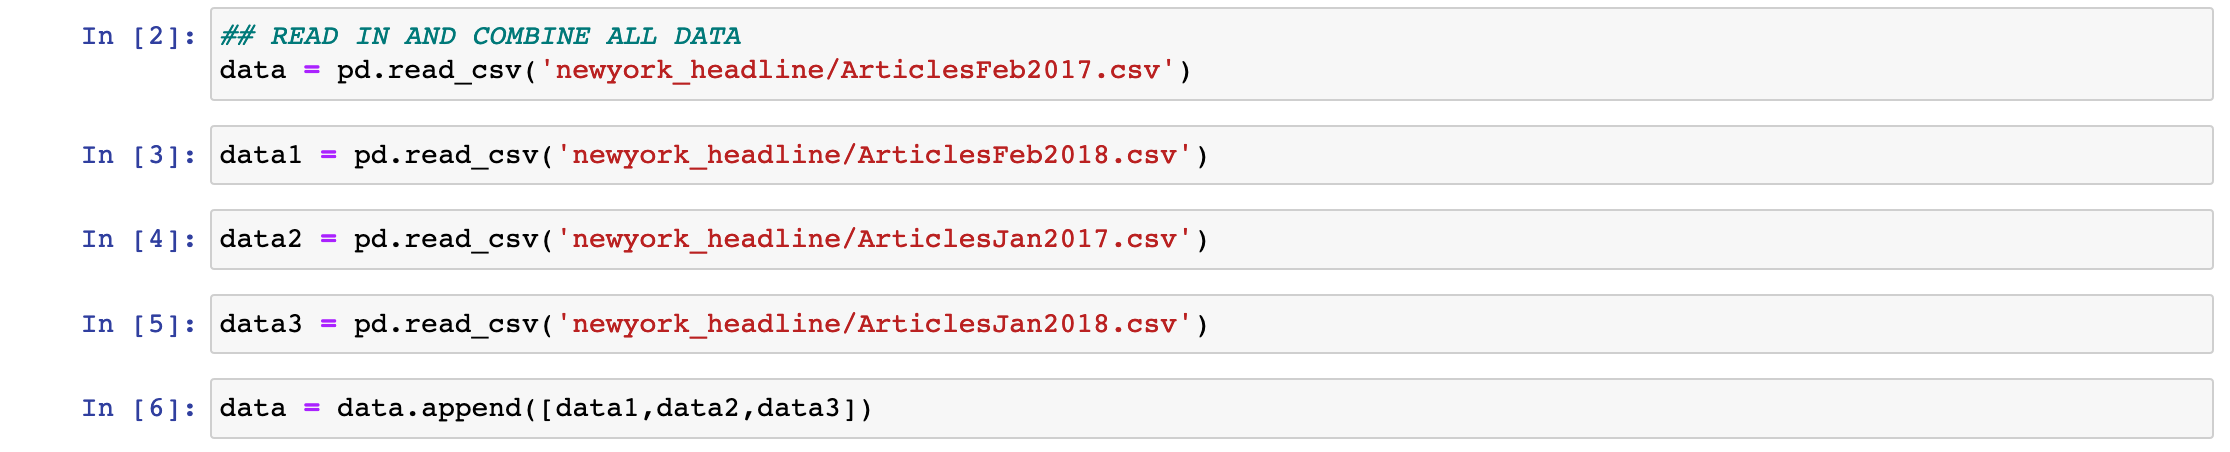 In [2]: ## READ IN AND COMBINE ALL DATA
data = pd.read_csv('newyork_headline/ArticlesFeb2017.csv')
In [3]: data1 = pd.read_csv('newyork_headline/ArticlesFeb2018.csv')
In [4]: data2 = pd.read_csv('newyork_headline/ArticlesJan2017.csv')
In [5]: data3 = pd.read_csv('newyork_headline/ArticlesJan2018.csv')
In [6]: data = data.append([data1,data2,data3])